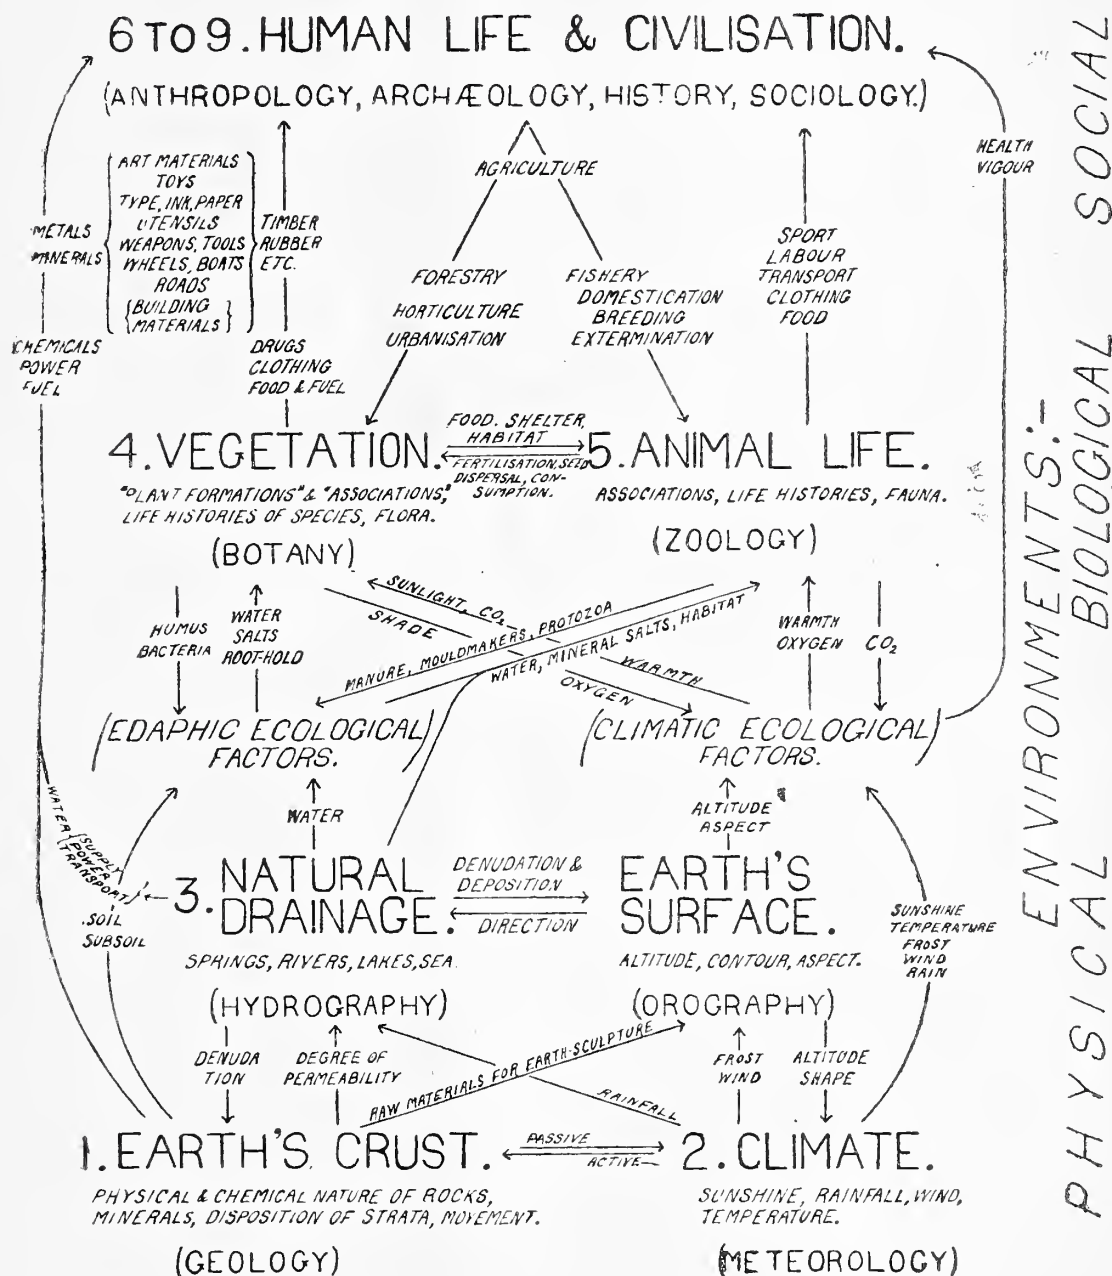 6 TO 9. HUMAN LIFE & CIVILISATION.
(ANTHROPOLOGY, ARCHÆOLOGY, HISTORY, SOCIOLOGY.)
HEALTH
VIGOUR
AGRICULTURE
METALS
MINERALS
ART MATERIALS
TOYS
TYPE, INK, PAPER
UTENSILS
WEAPONS, TOOLS
WHEELS, BOATS
ROADS
{BUILDING
MATERIALS}
TIMBER
RUBBER
ETC.
FORESTRY
HORTICULTURE
URBANISATION
FISHERY
DOMESTICATION
BREEDING
EXTERMINATION
SPORT
LABOUR
TRANSPORT
CLOTHING
FOOD
CHEMICALS
POWER
FUEL
DRUGS
CLOTHING
FOOD & FUEL
4. VEGETATION.
FOOD. SHELTER,
HABITAT
FERTILISATION, SEED
DISPERSAL, CON-
SUMPTION.
5. ANIMAL LIFE.
"PLANT FORMATIONS" & "ASSOCIATIONS,"
LIFE HISTORIES OF SPECIES, FLORA.
(BOTANY)
ASSOCIATIONS, LIFE HISTORIES, FAUNA.
(ZOOLOGY)
HUMUS
BACTERIA
WATER
SALTS
ROOT-HOLD
SUNLIGHT, CO2
SHADE
MANURE, MOULDMAKERS, PROTOZOA
WATER, MINERAL SALTS, HABITAT
WARMTH
OXYGEN
WARMTH
OXYGEN
CO2
(EDAPHIC ECOLOGICAL
FACTORS.)
(CLIMATIC ECOLOGICAL
FACTORS.)
WATER
ALTITUDE
ASPECT
WATER {SUPPLY
POWER
TRANSPORT}
SOIL
SUBSOIL
3. NATURAL
DRAINAGE.
DENUDATION &
DEPOSITION
DIRECTION
EARTH'S
SURFACE.
SUNSHINE
TEMPERATURE
FROST
WIND
RAIN
SPRINGS, RIVERS, LAKES, SEA.
(HYDROGRAPHY)
ALTITUDE, CONTOUR, ASPECT.
(OROGRAPHY)
DENUDA
TION
DEGREE OF
PERMEABILITY
RAW MATERIALS FOR EARTH-SCULPTURE
RAINFALL
FROST
WIND
ALTITUDE
SHAPE
1. EARTH'S CRUST.
PASSIVE
ACTIVE
2. CLIMATE.
PHYSICAL & CHEMICAL NATURE OF ROCKS,
MINERALS, DISPOSITION OF STRATA, MOVEMENT.
(GEOLOGY)
SUNSHINE, RAINFALL, WIND,
TEMPERATURE.
(METEOROLOGY)
ENVIRONMENTS:-
PHYSICAL BIOLOGICAL SOCIAL